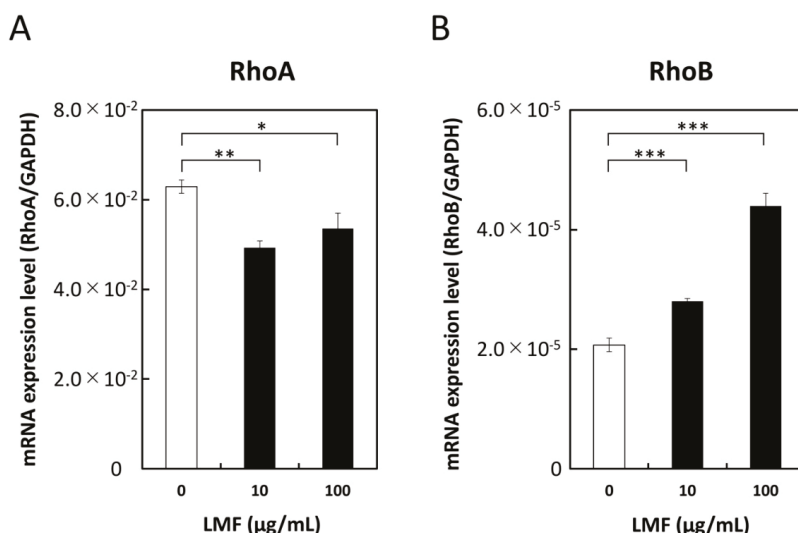 A
RhoA
mRNA expression level (RhoA/GAPDH)
8.0×10⁻²
6.0×10⁻²
4.0×10⁻²
2.0×10⁻²
0
*
**
0 10 100
LMF (μg/mL)
B
RhoB
mRNA expression level (RhoB/GAPDH)
6.0×10⁻⁵
4.0×10⁻⁵
2.0×10⁻⁵
0
***
***
0 10 100
LMF (μg/mL)